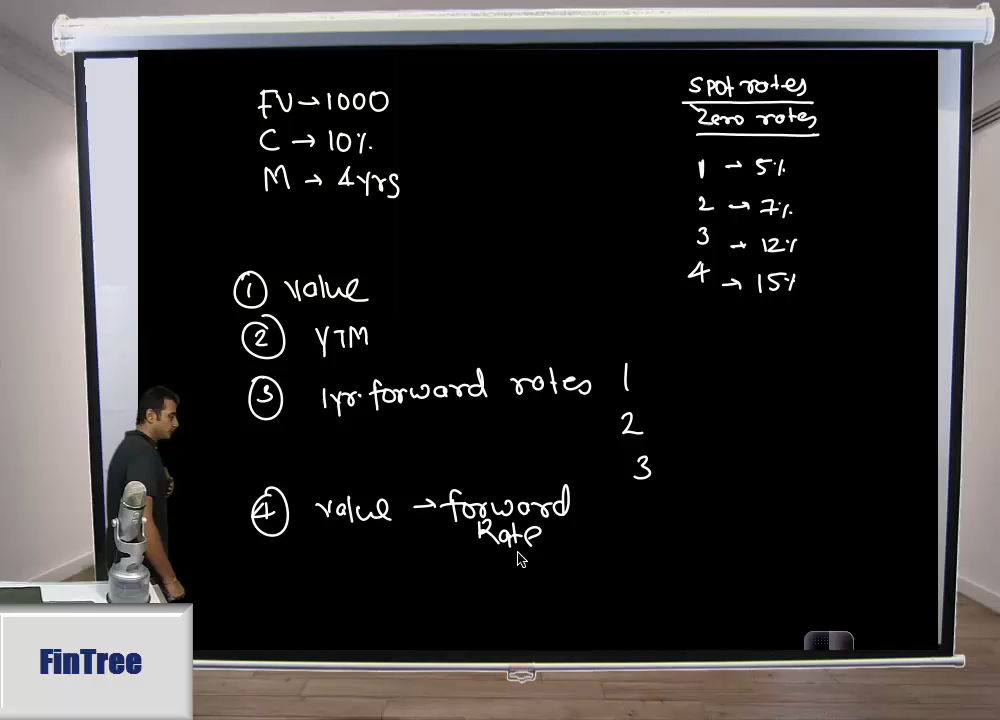 FV → 1000
C → 10%
M → 4yrs
Spot rates
Zero rates
1 → 5%
2 → 7%
3 → 12%
4 → 15%
① value
② YTM
③ 1yr. forward rates 1
2
3
④ value → forward
Rate
FinTree